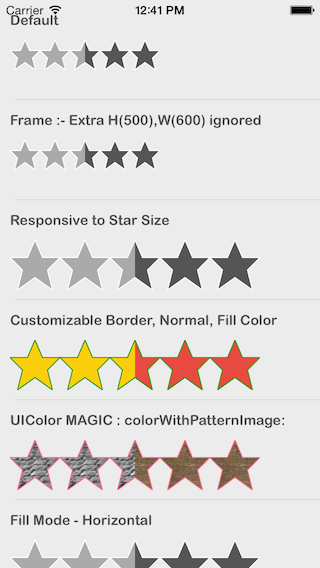 Carrier 12:41 PM
Default
Frame :- Extra H(500),W(600) ignored
Responsive to Star Size
Customizable Border, Normal, Fill Color
UIColor MAGIC : colorWithPatternImage:
Fill Mode - Horizontal